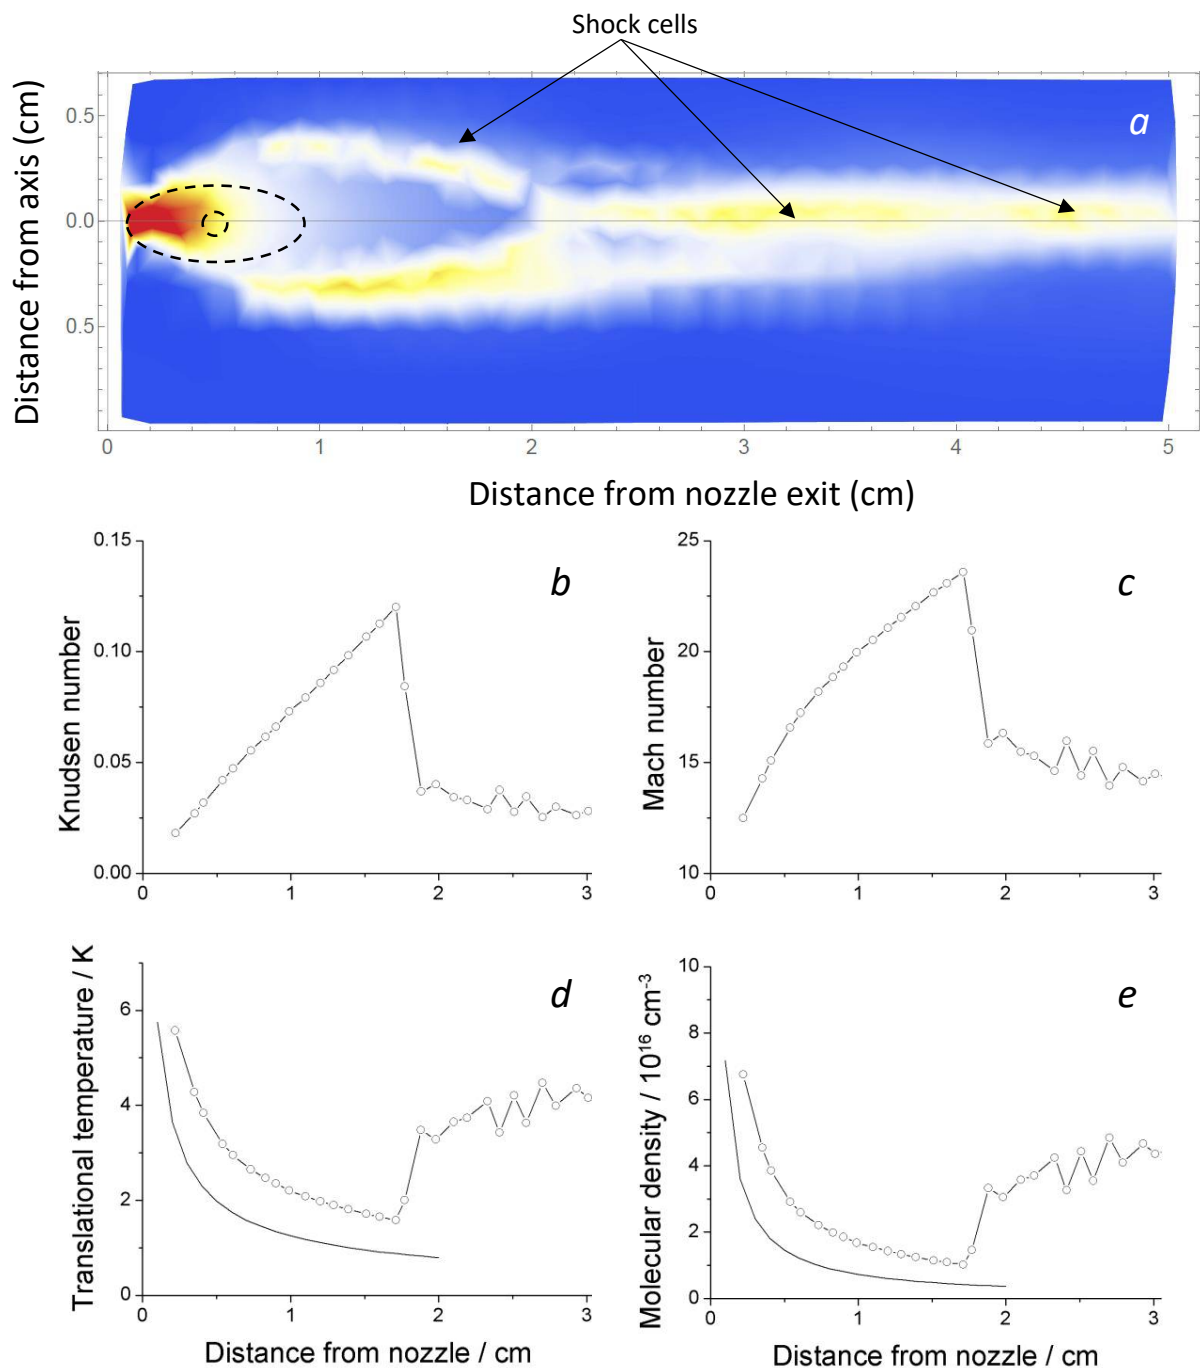 Shock cells
a
Distance from axis (cm)
0.5
0.0
0.5
0 1 2 3 4 5
Distance from nozzle exit (cm)
b
Knudsen number
0.15
0.10
0.05
0.00
0 1 2 3
c
Mach number
25
20
15
10
0 1 2 3
d
Translational temperature / K
6
4
2
0
0 1 2 3
Distance from nozzle / cm
e
Molecular density / 10¹⁶ cm⁻³
10
8
6
4
2
0
0 1 2 3
Distance from nozzle / cm